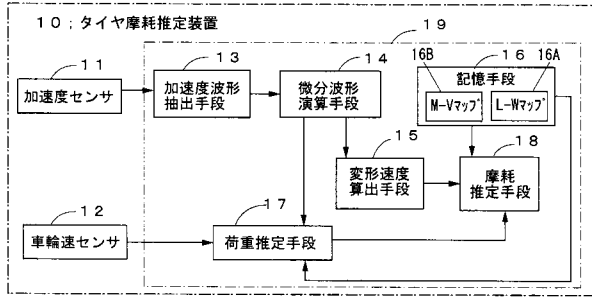 10；タイヤ摩耗推定装置
19
11
加速度センサ
13
加速度波形
抽出手段
14
微分波形
演算手段
16B
16
16A
記憶手段
M-Vマップ
L-Wマップ
15
変形速度
算出手段
18
摩耗
推定手段
12
車輪速センサ
17
荷重推定手段